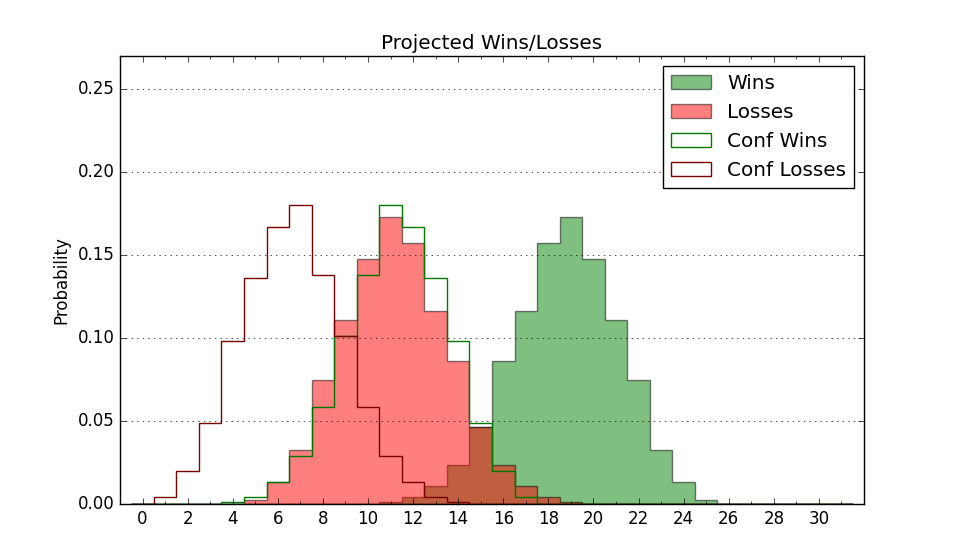 Projected Wins/Losses
Wins
Losses
Conf Wins
Conf Losses
Probability
0.25
0.20
0.15
0.10
0.05
0.00
0 2 4 6 8 10 12 14 16 18 20 22 24 26 28 30